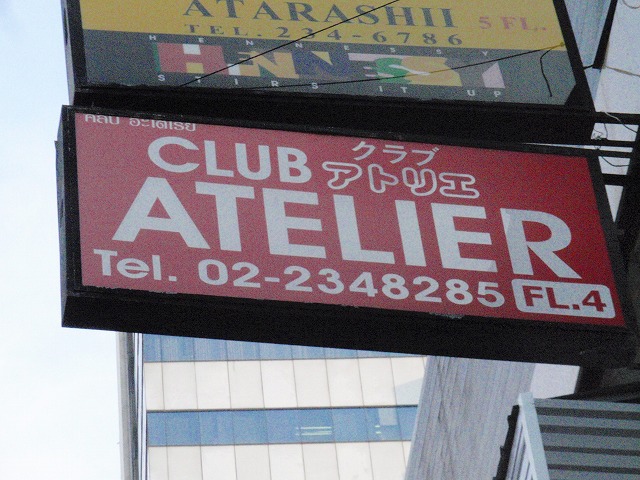 ATARASHII 5 FL.
TEL. 234-6786
HENNESSY
HENNESSY
STIRS IT UP
คลับ อะเตเรีย
CLUB クラブ
アトリエ
ATELIER
Tel. 02-2348285 FL.4